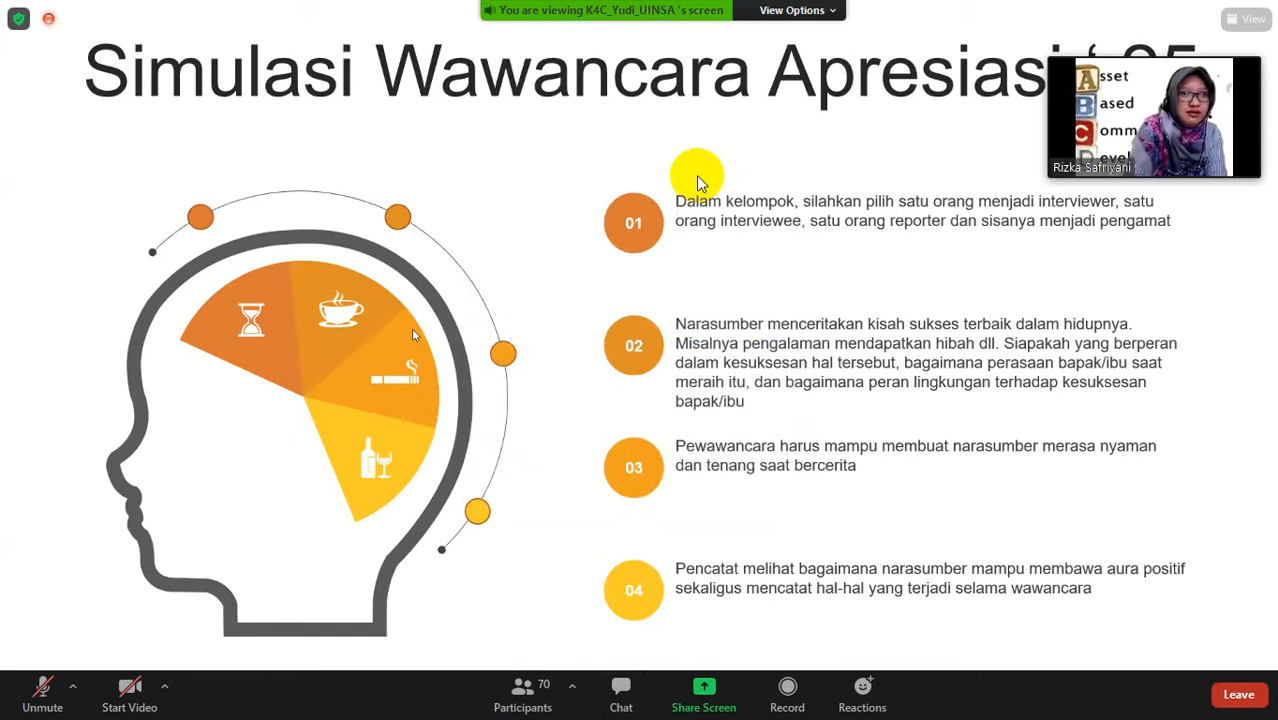 You are viewing K4C_Yudi_UINSA 's screen
View Options
View
Simulasi Wawancara Apresiasi
Asset
Based
Comm
Devel
Rizka Safriyani
01
Dalam kelompok, silahkan pilih satu orang menjadi interviewer, satu
orang interviewee, satu orang reporter dan sisanya menjadi pengamat
02
Narasumber menceritakan kisah sukses terbaik dalam hidupnya.
Misalnya pengalaman mendapatkan hibah dll. Siapakah yang berperan
dalam kesuksesan hal tersebut, bagaimana perasaan bapak/ibu saat
meraih itu, dan bagaimana peran lingkungan terhadap kesuksesan
bapak/ibu
03
Pewawancara harus mampu membuat narasumber merasa nyaman
dan tenang saat bercerita
04
Pencatat melihat bagaimana narasumber mampu membawa aura positif
sekaligus mencatat hal-hal yang terjadi selama wawancara
Unmute
Start Video
70
Participants
Chat
Share Screen
Record
Reactions
Leave